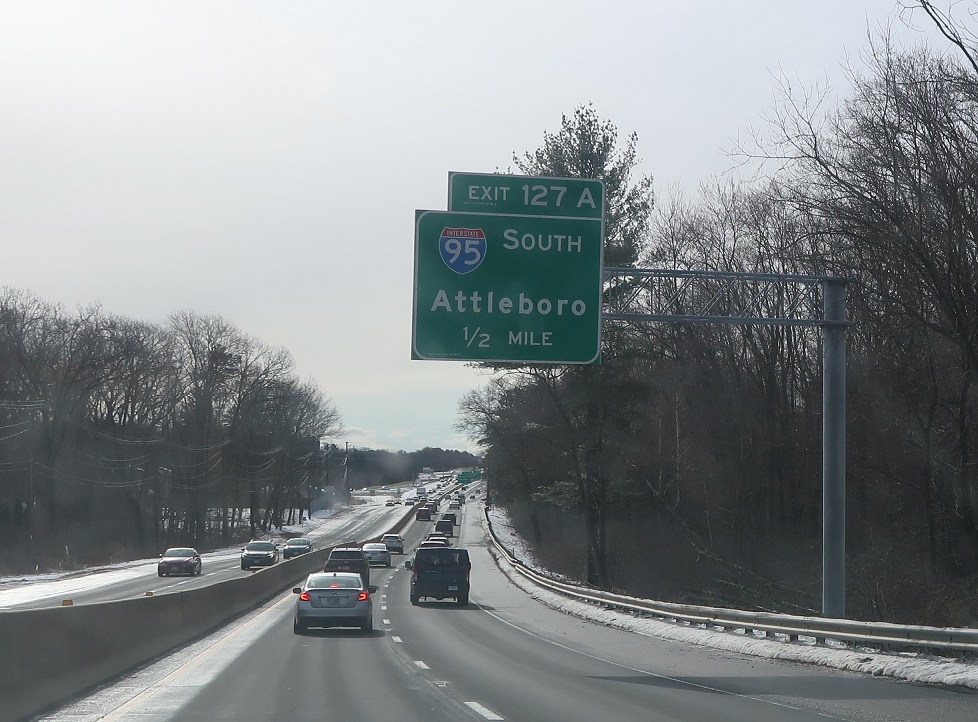 EXIT 127 A
INTERSTATE
95 SOUTH
Attleboro
1/2 MILE